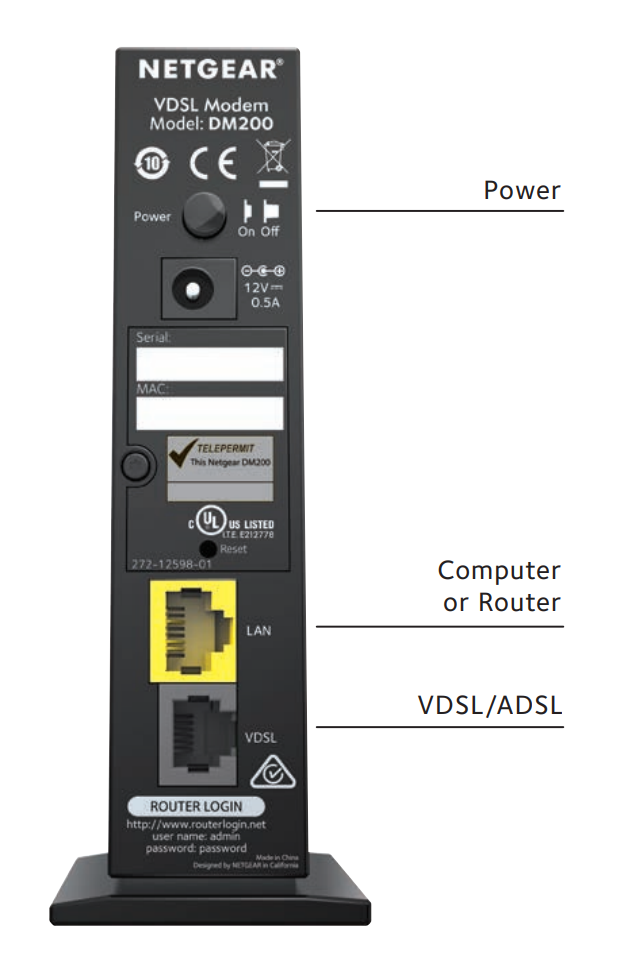 NETGEAR®
VDSL Modem
Model: DM200
10
CE
Power
On Off
12V⎓
0.5A
Serial:
MAC:
TELEPERMIT
This Netgear DM200
C UL US LISTED
I.T.E. E212778
Reset
272-12598-01
LAN
VDSL
ROUTER LOGIN
http://www.routerlogin.net
user name: admin
password: password
Made in China
Designed by NETGEAR in California
Power
Computer
or Router
VDSL/ADSL